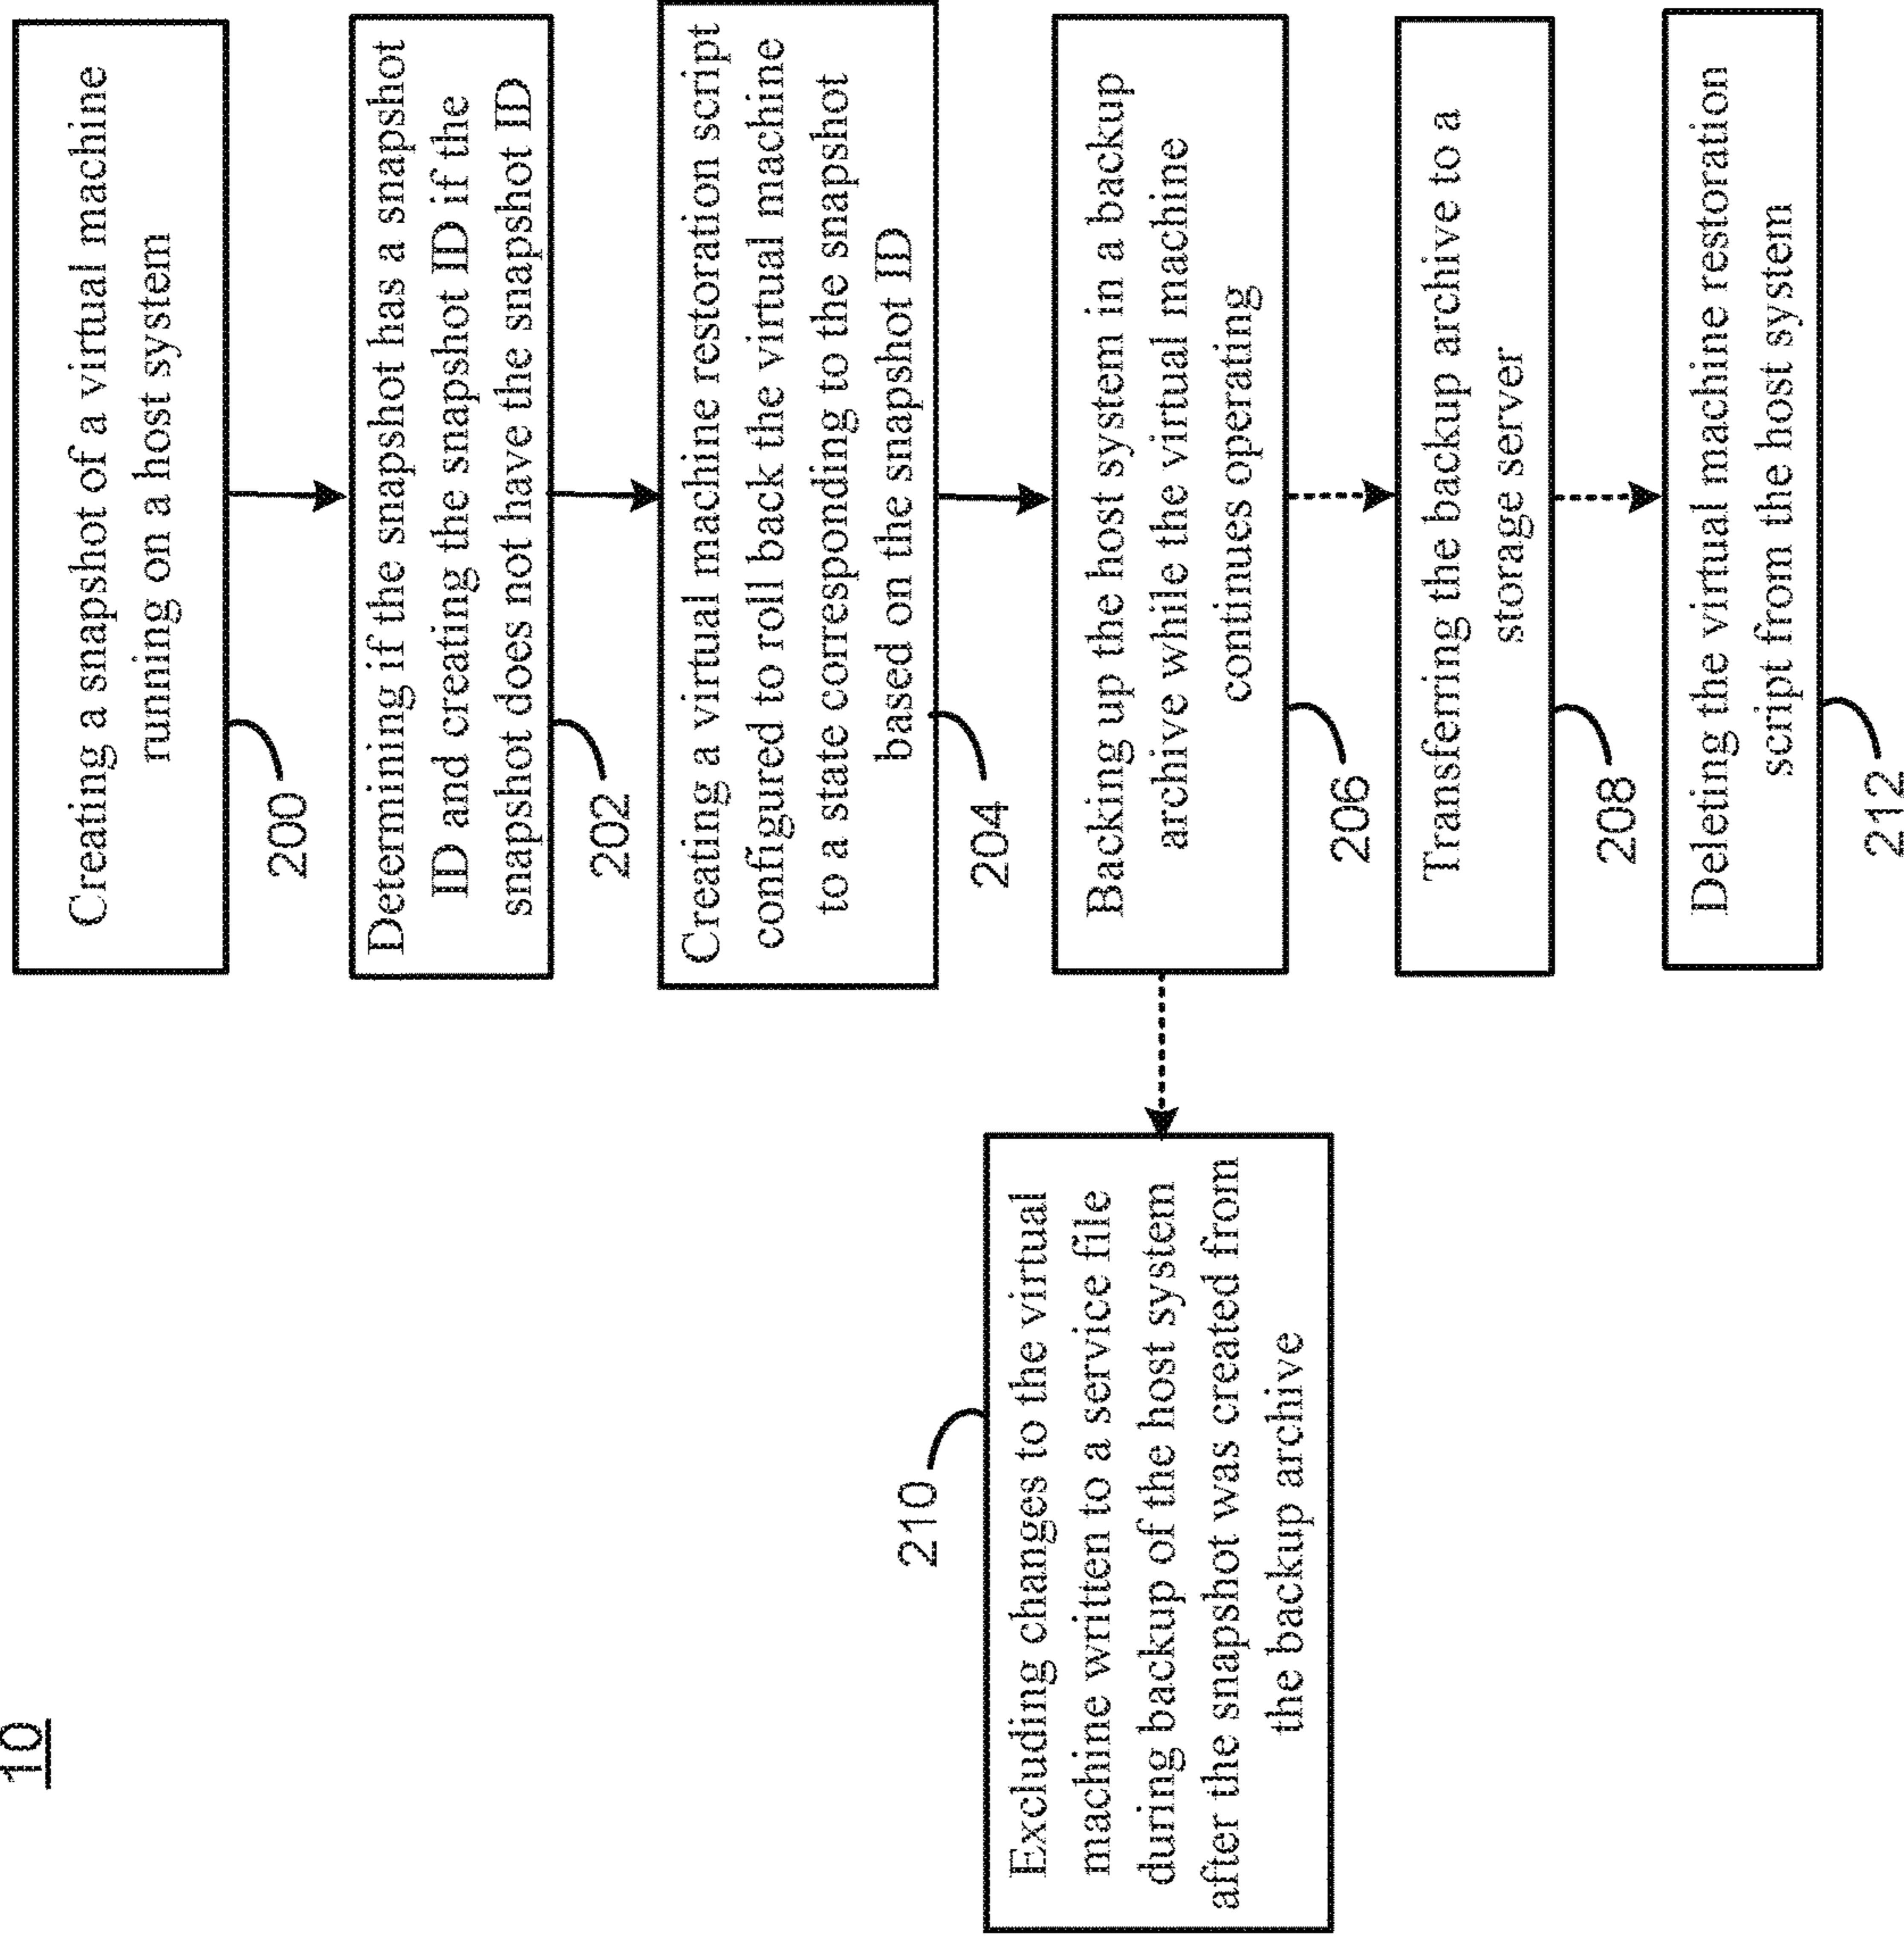 10
Creating a snapshot of a virtual machine
running on a host system
200
Determining if the snapshot has a snapshot
ID and creating the snapshot ID if the
snapshot does not have the snapshot ID
202
Creating a virtual machine restoration script
configured to roll back the virtual machine
to a state corresponding to the snapshot
based on the snapshot ID
204
Backing up the host system in a backup
archive while the virtual machine
continues operating
206
210
Excluding changes to the virtual
machine written to a service file
during backup of the host system
after the snapshot was created from
the backup archive
Transferring the backup archive to a
storage server
208
Deleting the virtual machine restoration
script from the host system
212